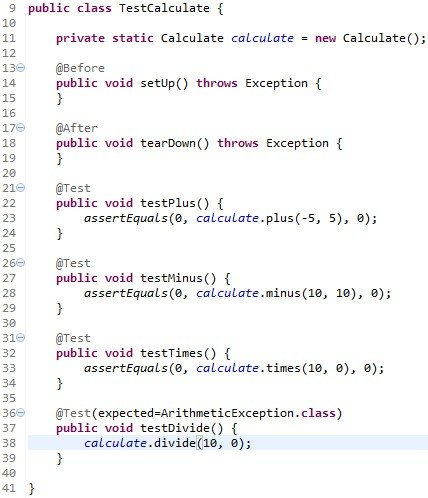 9 public class TestCalculate {
10
11     private static Calculate calculate = new Calculate();
12
13     @Before
14     public void setUp() throws Exception {
15     }
16
17     @After
18     public void tearDown() throws Exception {
19     }
20
21     @Test
22     public void testPlus() {
23         assertEquals(0, calculate.plus(-5, 5), 0);
24     }
25
26     @Test
27     public void testMinus() {
28         assertEquals(0, calculate.minus(10, 10), 0);
29     }
30
31     @Test
32     public void testTimes() {
33         assertEquals(0, calculate.times(10, 0), 0);
34     }
35
36     @Test(expected=ArithmeticException.class)
37     public void testDivide() {
38         calculate.divide(10, 0);
39     }
40
41 }